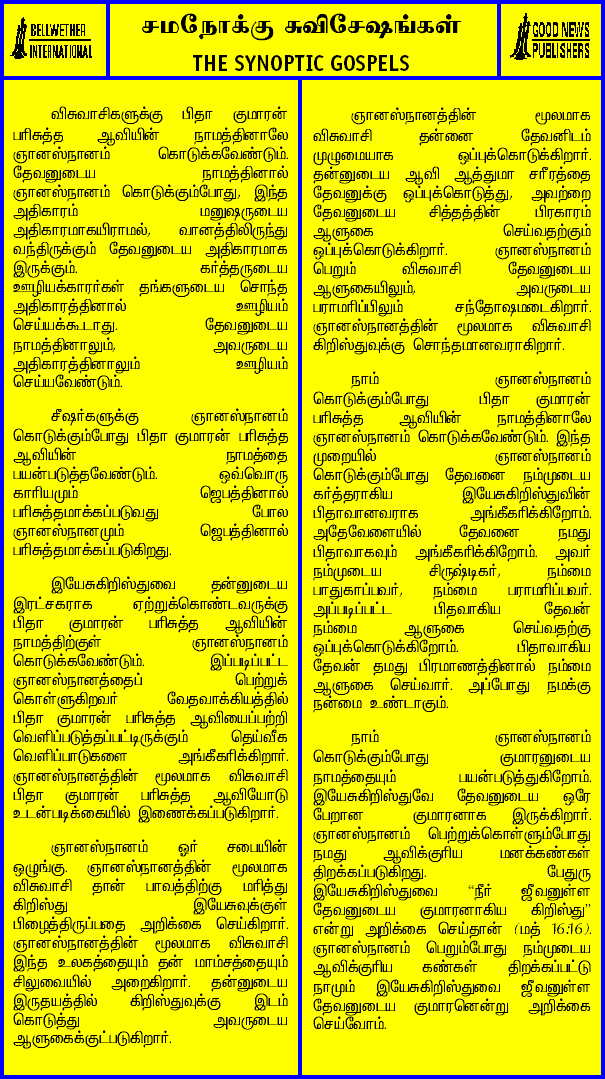 BELLWETHER
INTERNATIONAL
சமநோக்கு சுவிசேஷங்கள்
THE SYNOPTIC GOSPELS
GOOD NEWS
PUBLISHERS
விசுவாசிகளுக்கு பிதா குமாரன்
பரிசுத்த ஆவியின் நாமத்தினாலே
ஞானஸ்நானம் கொடுக்கவேண்டும்.
தேவனுடைய நாமத்தினால்
ஞானஸ்நானம் கொடுக்கும்போது, இந்த
அதிகாரம் மனுஷருடைய
அதிகாரமாகயிராமல், வானத்திலிருந்து
வந்திருக்கும் தேவனுடைய அதிகாரமாக
இருக்கும். கர்த்தருடைய
ஊழியக்காரர்கள் தங்களுடைய சொந்த
அதிகாரத்தினால் ஊழியம்
செய்யக்கூடாது. தேவனுடைய
நாமத்தினாலும், அவருடைய
அதிகாரத்தினாலும் ஊழியம்
செய்யவேண்டும்.
சீஷர்களுக்கு ஞானஸ்நானம்
கொடுக்கும்போது பிதா குமாரன் பரிசுத்த
ஆவியின் நாமத்தை
பயன்படுத்தவேண்டும். ஒவ்வொரு
காரியமும் ஜெபத்தினால்
பரிசுத்தமாக்கப்படுவது போல
ஞானஸ்நானமும் ஜெபத்தினால்
பரிசுத்தமாக்கப்படுகிறது.
இயேசுகிறிஸ்துவை தன்னுடைய
இரட்சகராக ஏற்றுக்கொண்டவருக்கு
பிதா குமாரன் பரிசுத்த ஆவியின்
நாமத்திற்குள் ஞானஸ்நானம்
கொடுக்கவேண்டும். இப்படிப்பட்ட
ஞானஸ்நானத்தைப் பெற்றுக்
கொள்ளுகிறவர் வேதவாக்கியத்தில்
பிதா குமாரன் பரிசுத்த ஆவியைப்பற்றி
வெளிப்படுத்தப்பட்டிருக்கும் தெய்வீக
வெளிப்பாடுகளை அங்கீகரிக்கிறார்.
ஞானஸ்நானத்தின் மூலமாக விசுவாசி
பிதா குமாரன் பரிசுத்த ஆவியோடு
உடன்படிக்கையில் இணைக்கப்படுகிறார்.
ஞானஸ்நானம் ஓர் சபையின்
ஒழுங்கு. ஞானஸ்நானத்தின் மூலமாக
விசுவாசி தான் பாவத்திற்கு மரித்து
கிறிஸ்து இயேசுவுக்குள்
பிழைத்திருப்பதை அறிக்கை செய்கிறார்.
ஞானஸ்நானத்தின் மூலமாக விசுவாசி
இந்த உலகத்தையும் தன் மாம்சத்தையும்
சிலுவையில் அறைகிறார். தன்னுடைய
இருதயத்தில் கிறிஸ்துவுக்கு இடம்
கொடுத்து அவருடைய
ஆளுகைக்குட்படுகிறார்.
ஞானஸ்நானத்தின் மூலமாக
விசுவாசி தன்னை தேவனிடம்
முழுமையாக ஒப்புக்கொடுக்கிறார்.
தன்னுடைய ஆவி ஆத்துமா சரீரத்தை
தேவனுக்கு ஒப்புக்கொடுத்து, அவற்றை
தேவனுடைய சித்தத்தின் பிரகாரம்
ஆளுகை செய்வதற்கும்
ஒப்புக்கொடுக்கிறார். ஞானஸ்நானம்
பெறும் விசுவாசி தேவனுடைய
ஆளுகையிலும், அவருடைய
பராமரிப்பிலும் சந்தோஷமடைகிறார்.
ஞானஸ்நானத்தின் மூலமாக விசுவாசி
கிறிஸ்துவுக்கு சொந்தமானவராகிறார்.
நாம் ஞானஸ்நானம்
கொடுக்கும்போது பிதா குமாரன்
பரிசுத்த ஆவியின் நாமத்தினாலே
ஞானஸ்நானம் கொடுக்கவேண்டும். இந்த
முறையில் ஞானஸ்நானம்
கொடுக்கும்போது தேவனை நம்முடைய
கர்த்தராகிய இயேசுகிறிஸ்துவின்
பிதாவானவராக அங்கீகரிக்கிறோம்.
அதேவேளையில் தேவனை நமது
பிதாவாகவும் அங்கீகரிக்கிறோம். அவர்
நம்முடைய சிருஷ்டிகர், நம்மை
பாதுகாப்பவர், நம்மை பராமரிப்பவர்.
அப்படிப்பட்ட பிதவாகிய தேவன்
நம்மை ஆளுகை செய்வதற்கு
ஒப்புக்கொடுக்கிறோம். பிதாவாகிய
தேவன் தமது பிரமாணத்தினால் நம்மை
ஆளுகை செய்வார். அப்போது நமக்கு
நன்மை உண்டாகும்.
நாம் ஞானஸ்நானம்
கொடுக்கும்போது குமாரனுடைய
நாமத்தையும் பயன்படுத்துகிறோம்.
இயேசுகிறிஸ்துவே தேவனுடைய ஒரே
பேறான குமாரனாக இருக்கிறார்.
ஞானஸ்நானம் பெற்றுக்கொள்ளும்போது
நமது ஆவிக்குரிய மனக்கண்கள்
திறக்கப்படுகிறது. பேதுரு
இயேசுகிறிஸ்துவை “நீர் ஜீவனுள்ள
தேவனுடைய குமாரனாகிய கிறிஸ்து”
என்று அறிக்கை செய்தான் (மத் 16:16).
ஞானஸ்நானம் பெறும்போது நம்முடைய
ஆவிக்குரிய கண்கள் திறக்கப்பட்டு
நாமும் இயேசுகிறிஸ்துவை ஜீவனுள்ள
தேவனுடைய குமாரனென்று அறிக்கை
செய்வோம்.